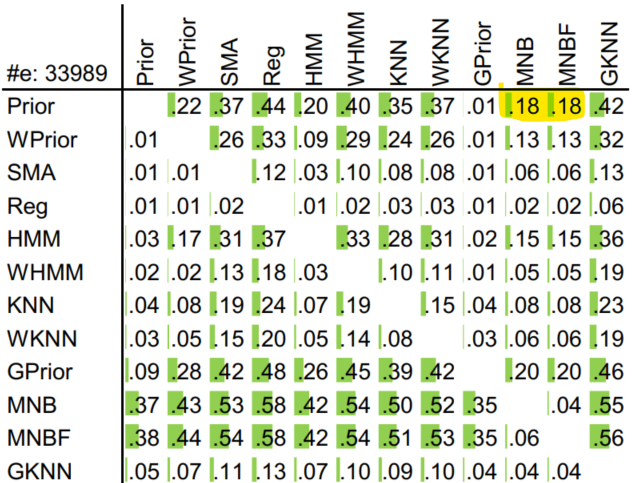 #e: 33989 Prior WPrior SMA Reg HMM WHMM KNN WKNN GPrior MNB MNBF GKNN
Prior .22 .37 .44 .20 .40 .35 .37 .01 .18 .18 .42
WPrior .01 .26 .33 .09 .29 .24 .26 .01 .13 .13 .32
SMA .01 .01 .12 .03 .10 .08 .08 .01 .06 .06 .13
Reg .01 .01 .02 .01 .02 .03 .03 .01 .02 .02 .06
HMM .03 .17 .31 .37 .33 .28 .31 .02 .15 .15 .36
WHMM .02 .02 .13 .18 .03 .10 .11 .01 .05 .05 .19
KNN .04 .08 .19 .24 .07 .19 .15 .04 .08 .08 .23
WKNN .03 .05 .15 .20 .05 .14 .08 .03 .06 .06 .19
GPrior .09 .28 .42 .48 .26 .45 .39 .42 .20 .20 .46
MNB .37 .43 .53 .58 .42 .54 .50 .52 .35 .04 .55
MNBF .38 .44 .54 .58 .42 .54 .51 .53 .35 .06 .56
GKNN .05 .07 .11 .13 .07 .10 .09 .10 .04 .04 .04